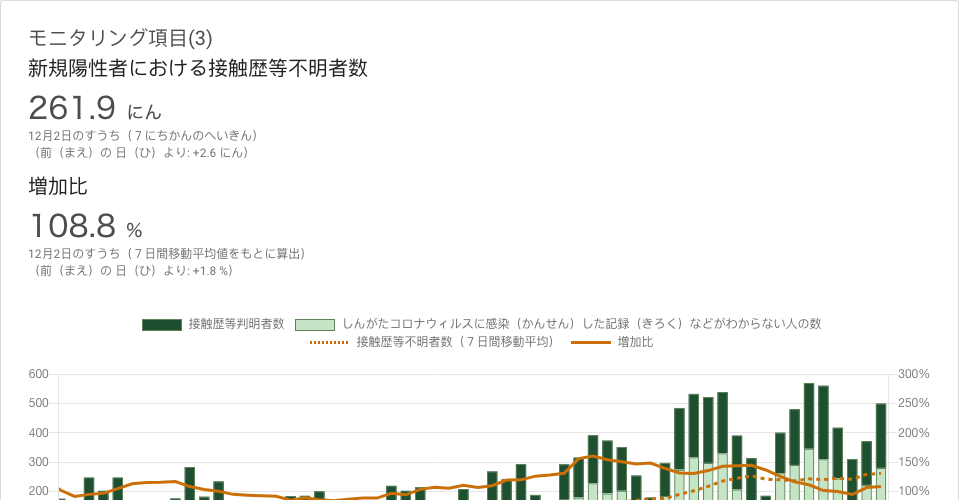 モニタリング項目(3)
新規陽性者における接触歴等不明者数
261.9 にん
12月2日のすうち（７にちかんのへいきん）
（前（まえ）の 日（ひ）より: +2.6 にん）
増加比
108.8 %
12月2日のすうち（７日間移動平均値をもとに算出）
（前（まえ）の 日（ひ）より: +1.8 %）
接触歴等判明者数 しんがたコロナウィルスに感染（かんせん）した記録（きろく）などがわからない人の数
接触歴等不明者数（７日間移動平均） 増加比
600 300%
500 250%
400 200%
300 150%
200 100%